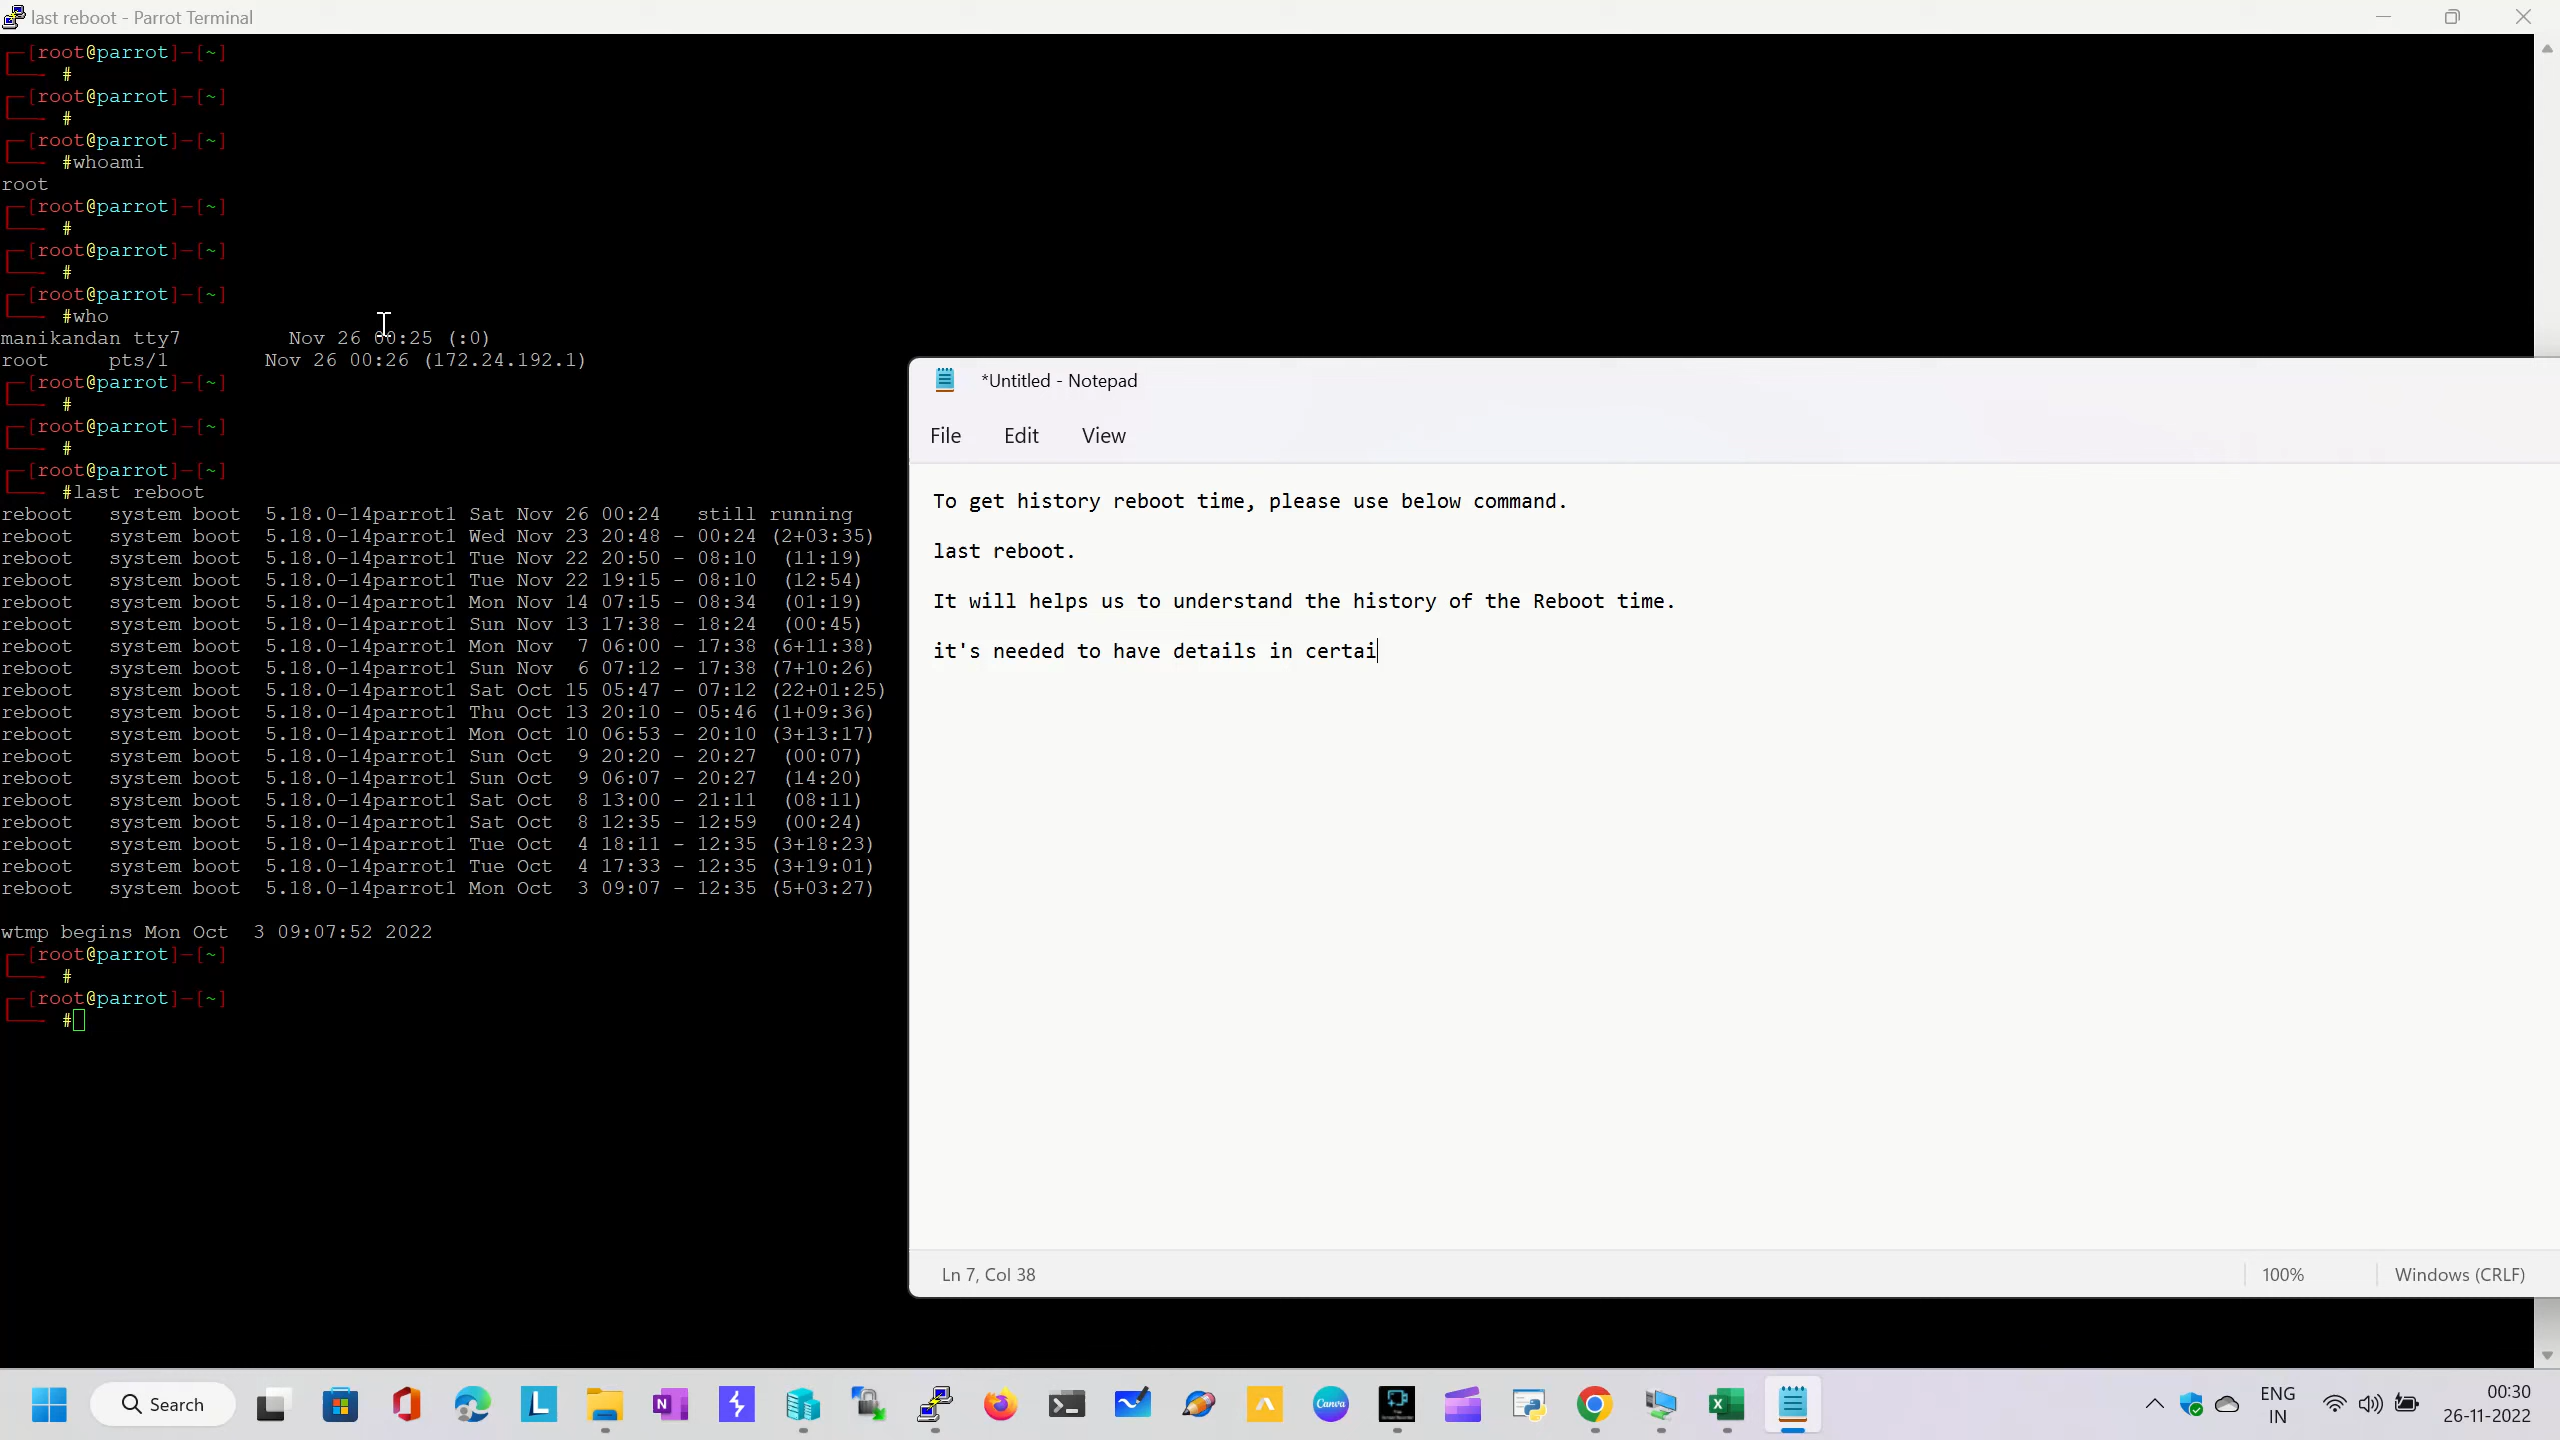 last reboot - Parrot Terminal
[root@parrot]-[~]
#
[root@parrot]-[~]
#
[root@parrot]-[~]
#whoami
root
[root@parrot]-[~]
#
[root@parrot]-[~]
#
[root@parrot]-[~]
#who
manikandan tty7         Nov 26 00:25 (:0)
root     pts/1        Nov 26 00:26 (172.24.192.1)
[root@parrot]-[~]
#
[root@parrot]-[~]
#
[root@parrot]-[~]
#last reboot
reboot   system boot  5.18.0-14parrot1 Sat Nov 26 00:24   still running
reboot   system boot  5.18.0-14parrot1 Wed Nov 23 20:48 - 00:24 (2+03:35)
reboot   system boot  5.18.0-14parrot1 Tue Nov 22 20:50 - 08:10  (11:19)
reboot   system boot  5.18.0-14parrot1 Tue Nov 22 19:15 - 08:10  (12:54)
reboot   system boot  5.18.0-14parrot1 Mon Nov 14 07:15 - 08:34  (01:19)
reboot   system boot  5.18.0-14parrot1 Sun Nov 13 17:38 - 18:24  (00:45)
reboot   system boot  5.18.0-14parrot1 Mon Nov  7 06:00 - 17:38 (6+11:38)
reboot   system boot  5.18.0-14parrot1 Sun Nov  6 07:12 - 17:38 (7+10:26)
reboot   system boot  5.18.0-14parrot1 Sat Oct 15 05:47 - 07:12 (22+01:25)
reboot   system boot  5.18.0-14parrot1 Thu Oct 13 20:10 - 05:46 (1+09:36)
reboot   system boot  5.18.0-14parrot1 Mon Oct 10 06:53 - 20:10 (3+13:17)
reboot   system boot  5.18.0-14parrot1 Sun Oct  9 20:20 - 20:27  (00:07)
reboot   system boot  5.18.0-14parrot1 Sun Oct  9 06:07 - 20:27  (14:20)
reboot   system boot  5.18.0-14parrot1 Sat Oct  8 13:00 - 21:11  (08:11)
reboot   system boot  5.18.0-14parrot1 Sat Oct  8 12:35 - 12:59  (00:24)
reboot   system boot  5.18.0-14parrot1 Tue Oct  4 18:11 - 12:35 (3+18:23)
reboot   system boot  5.18.0-14parrot1 Tue Oct  4 17:33 - 12:35 (3+19:01)
reboot   system boot  5.18.0-14parrot1 Mon Oct  3 09:07 - 12:35 (5+03:27)
wtmp begins Mon Oct  3 09:07:52 2022
[root@parrot]-[~]
#
[root@parrot]-[~]
#
*Untitled - Notepad
File Edit View
To get history reboot time, please use below command.
last reboot.
It will helps us to understand the history of the Reboot time.
it's needed to have details in certai
Ln 7, Col 38 100% Windows (CRLF)
Search
Canva
ENG
IN
00:30
26-11-2022